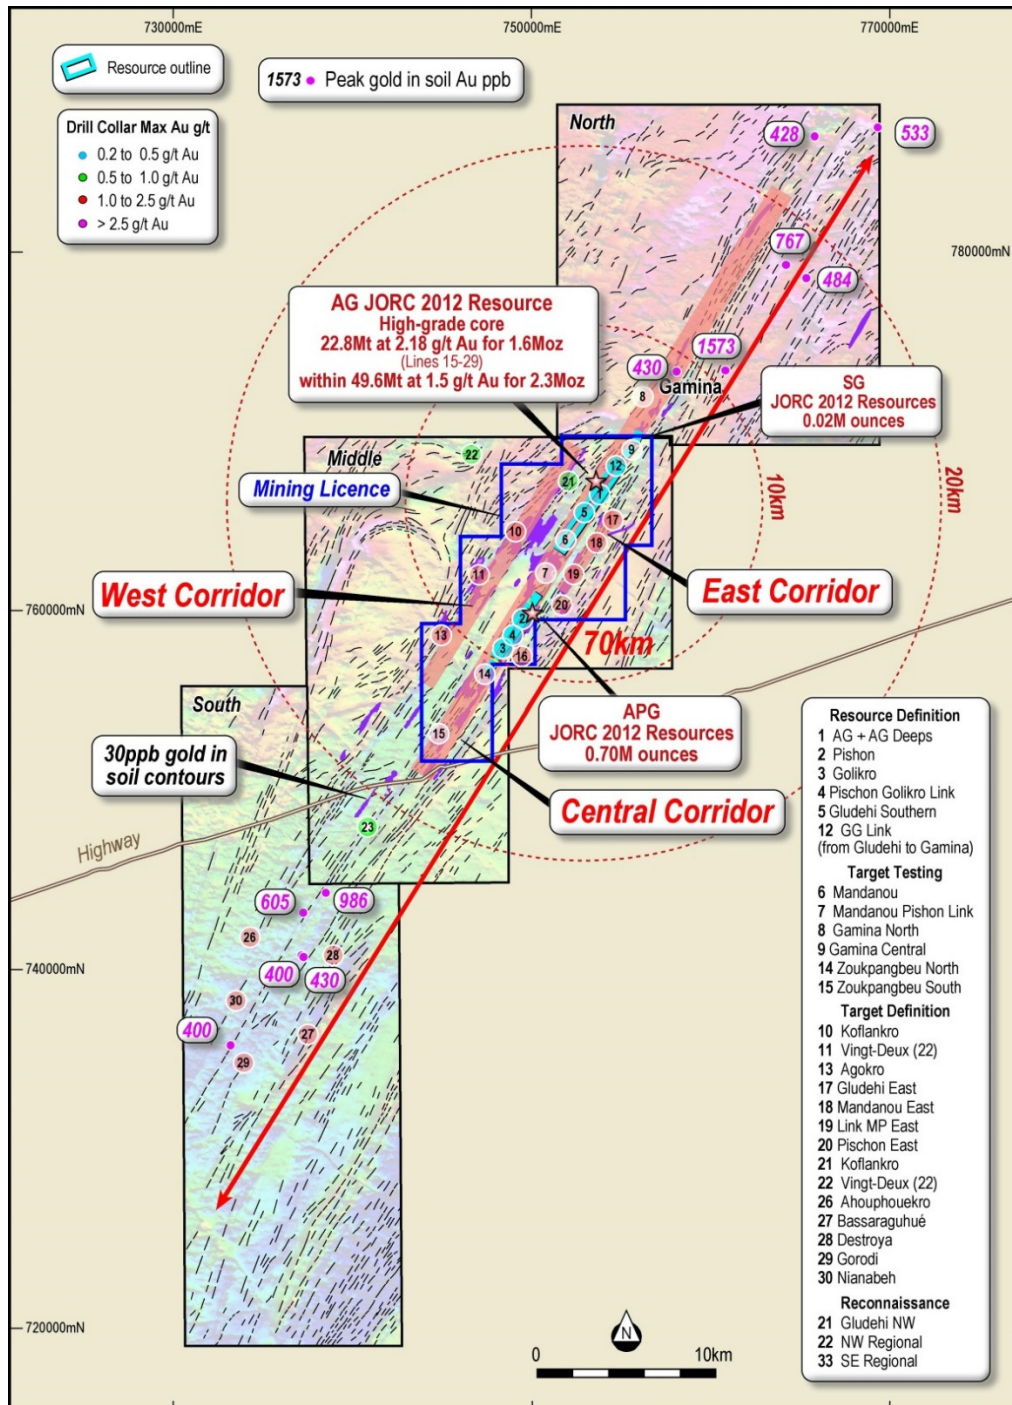 730000mE
750000mE
770000mE
Resource outline
1573 Peak gold in soil Au ppb
Drill Collar Max Au g/t
0.2 to 0.5 g/t Au
0.5 to 1.0 g/t Au
1.0 to 2.5 g/t Au
> 2.5 g/t Au
North
428
533
780000mN
767
484
AG JORC 2012 Resource
High-grade core
22.8Mt at 2.18 g/t Au for 1.6Moz
(Lines 15-29)
within 49.6Mt at 1.5 g/t Au for 2.3Moz
430
1573
Gamina
8
SG
JORC 2012 Resources
0.02M ounces
Middle
22
9
12
21
1
Mining Licence
10km
20km
5
10
17
6
18
11
7
19
West Corridor
East Corridor
760000mN
20
2
13
4
3
16
70km
14
15
South
APG
JORC 2012 Resources
0.70M ounces
30ppb gold in
soil contours
Central Corridor
23
Highway
605
986
26
28
400
430
740000mN
30
400
27
29
720000mN
N
0
10km
Resource Definition
1 AG + AG Deeps
2 Pishon
3 Golikro
4 Pischon Golikro Link
5 Gludehi Southern
12 GG Link
(from Gludehi to Gamina)
Target Testing
6 Mandanou
7 Mandanou Pishon Link
8 Gamina North
9 Gamina Central
14 Zoukpangbeu North
15 Zoukpangbeu South
Target Definition
10 Koflankro
11 Vingt-Deux (22)
13 Agokro
17 Gludehi East
18 Mandanou East
19 Link MP East
20 Pischon East
21 Koflankro
22 Vingt-Deux (22)
26 Ahouphouekro
27 Bassaraguhué
28 Destroya
29 Gorodi
30 Nianabeh
Reconnaissance
21 Gludehi NW
22 NW Regional
33 SE Regional